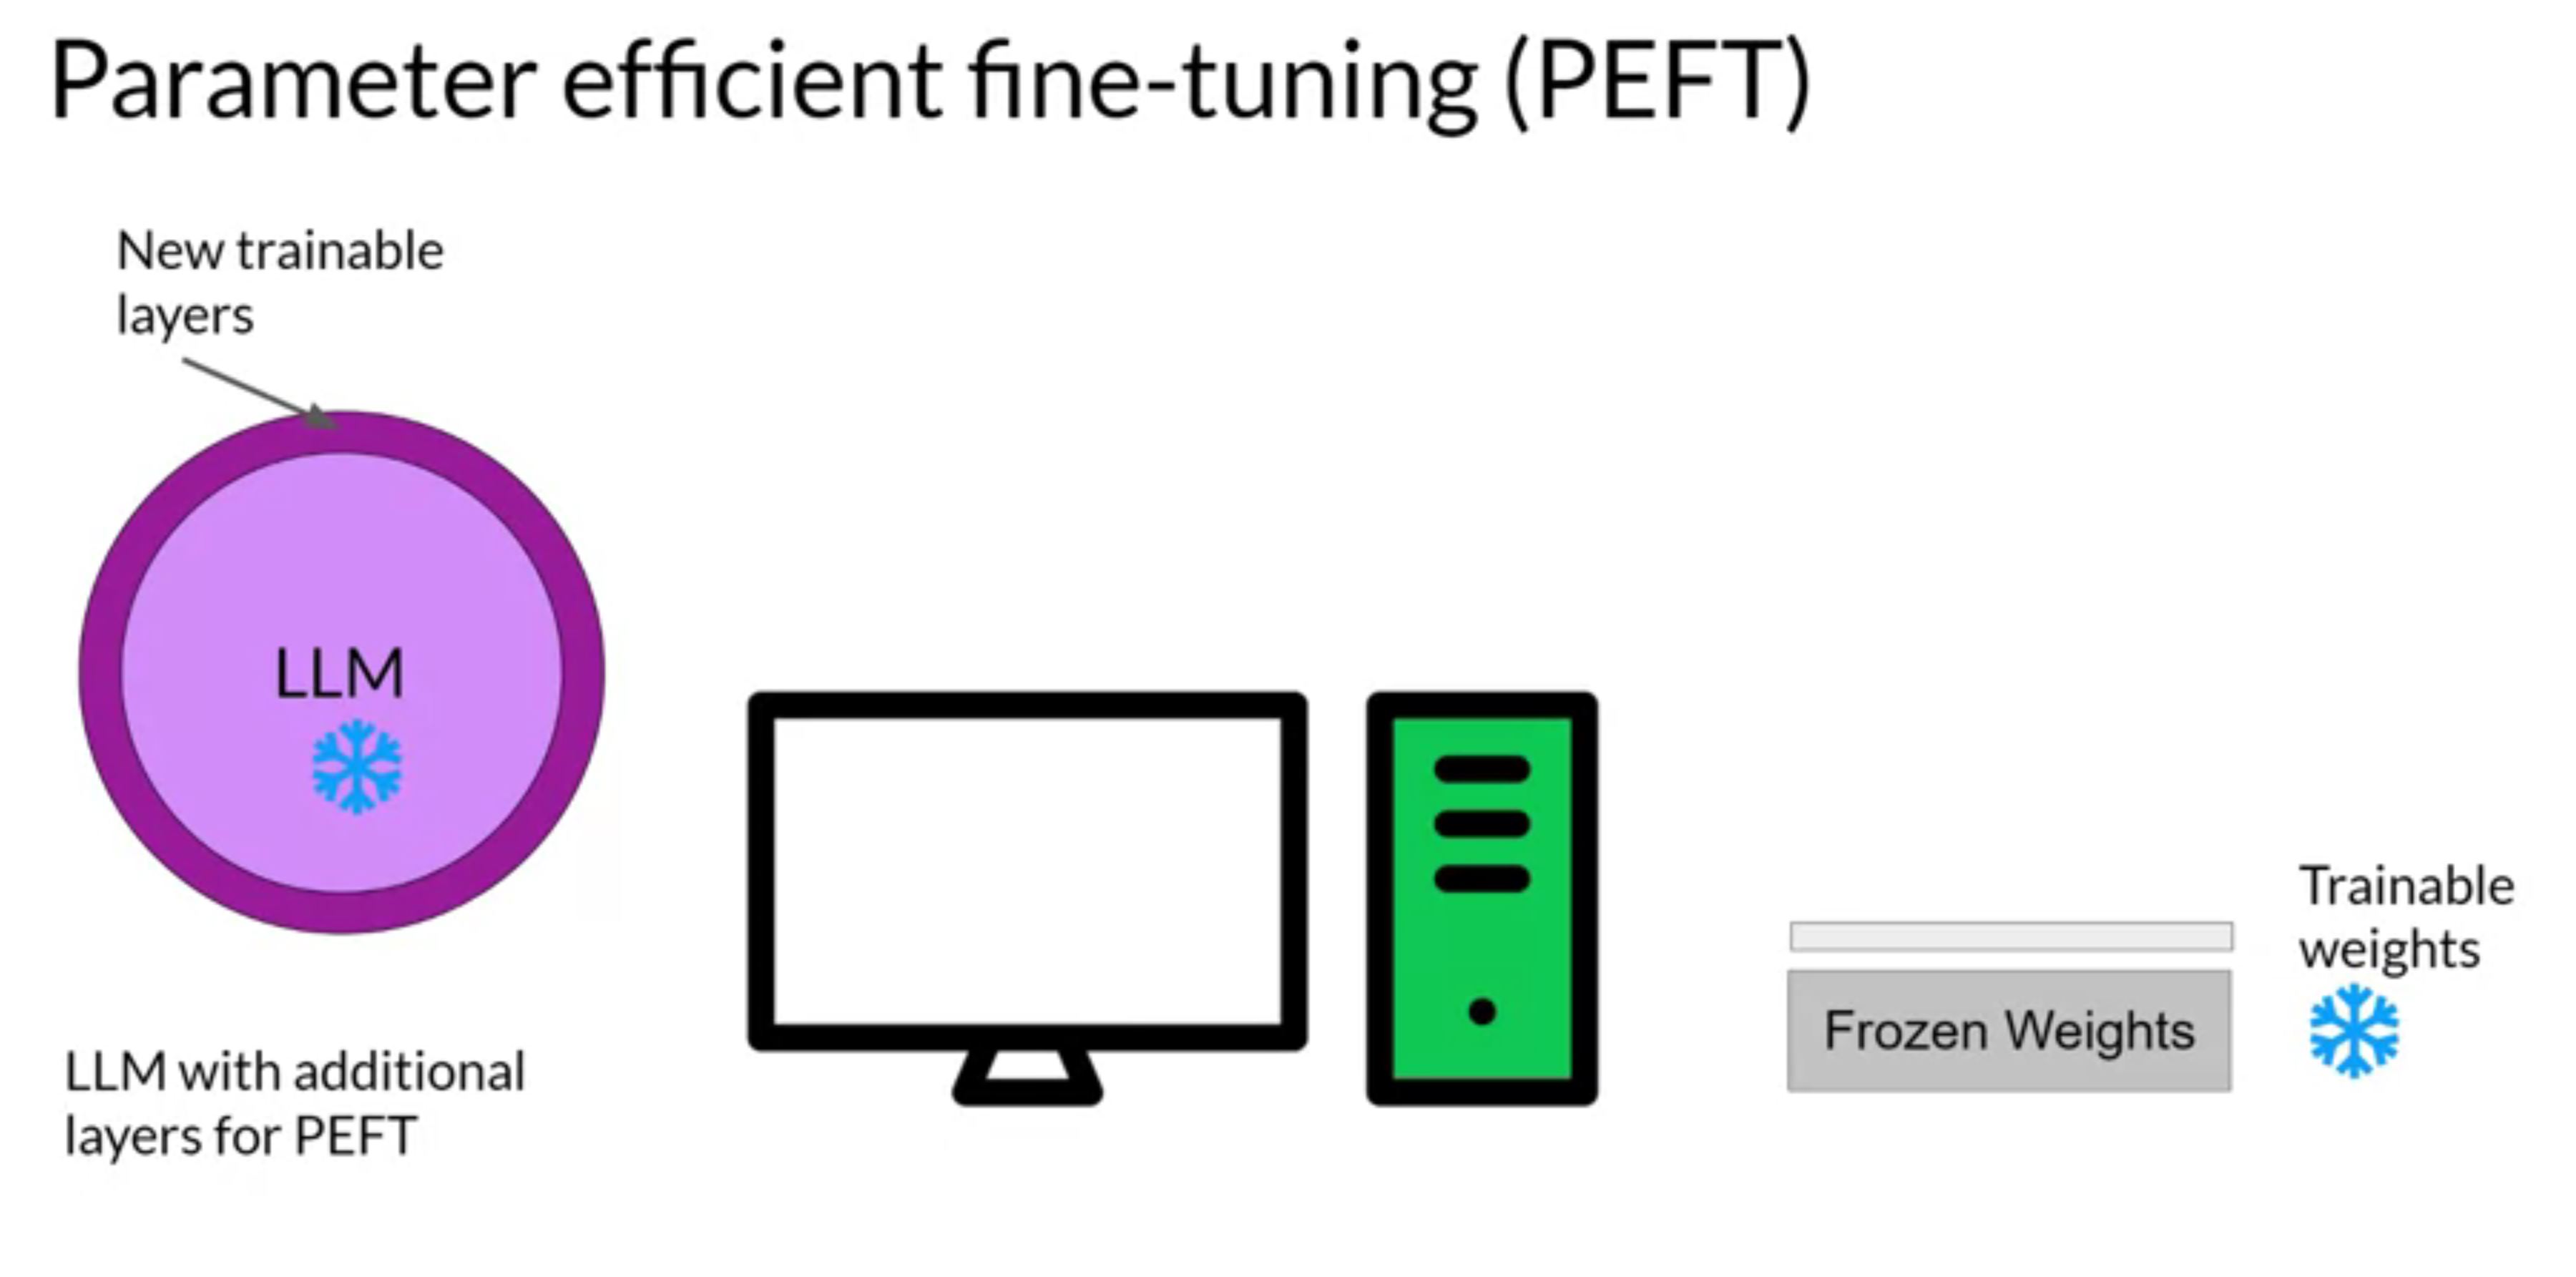 Parameter efficient fine-tuning (PEFT)
New trainable
layers
LLM
LLM with additional
layers for PEFT
Trainable
weights
Frozen Weights